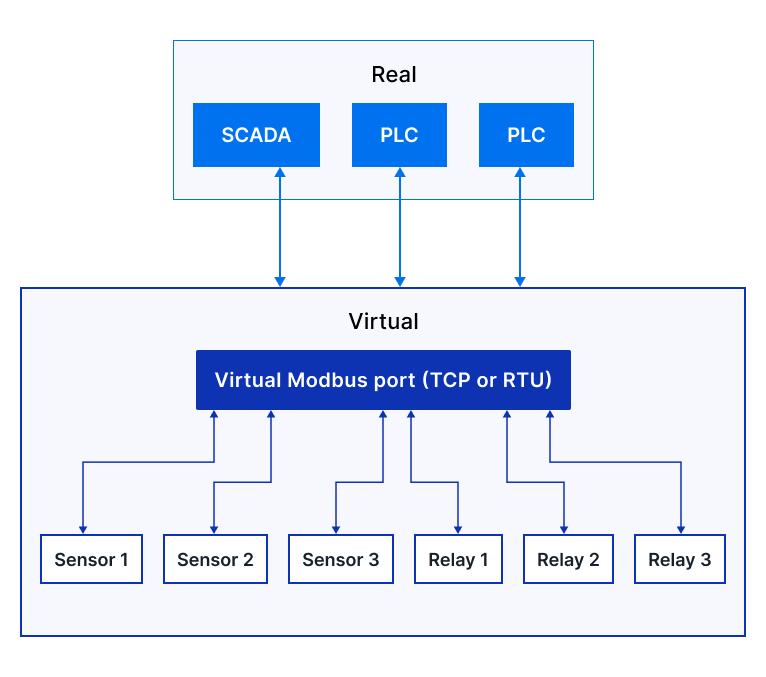 Real
SCADA
PLC
PLC
Virtual
Virtual Modbus port (TCP or RTU)
Sensor 1
Sensor 2
Sensor 3
Relay 1
Relay 2
Relay 3